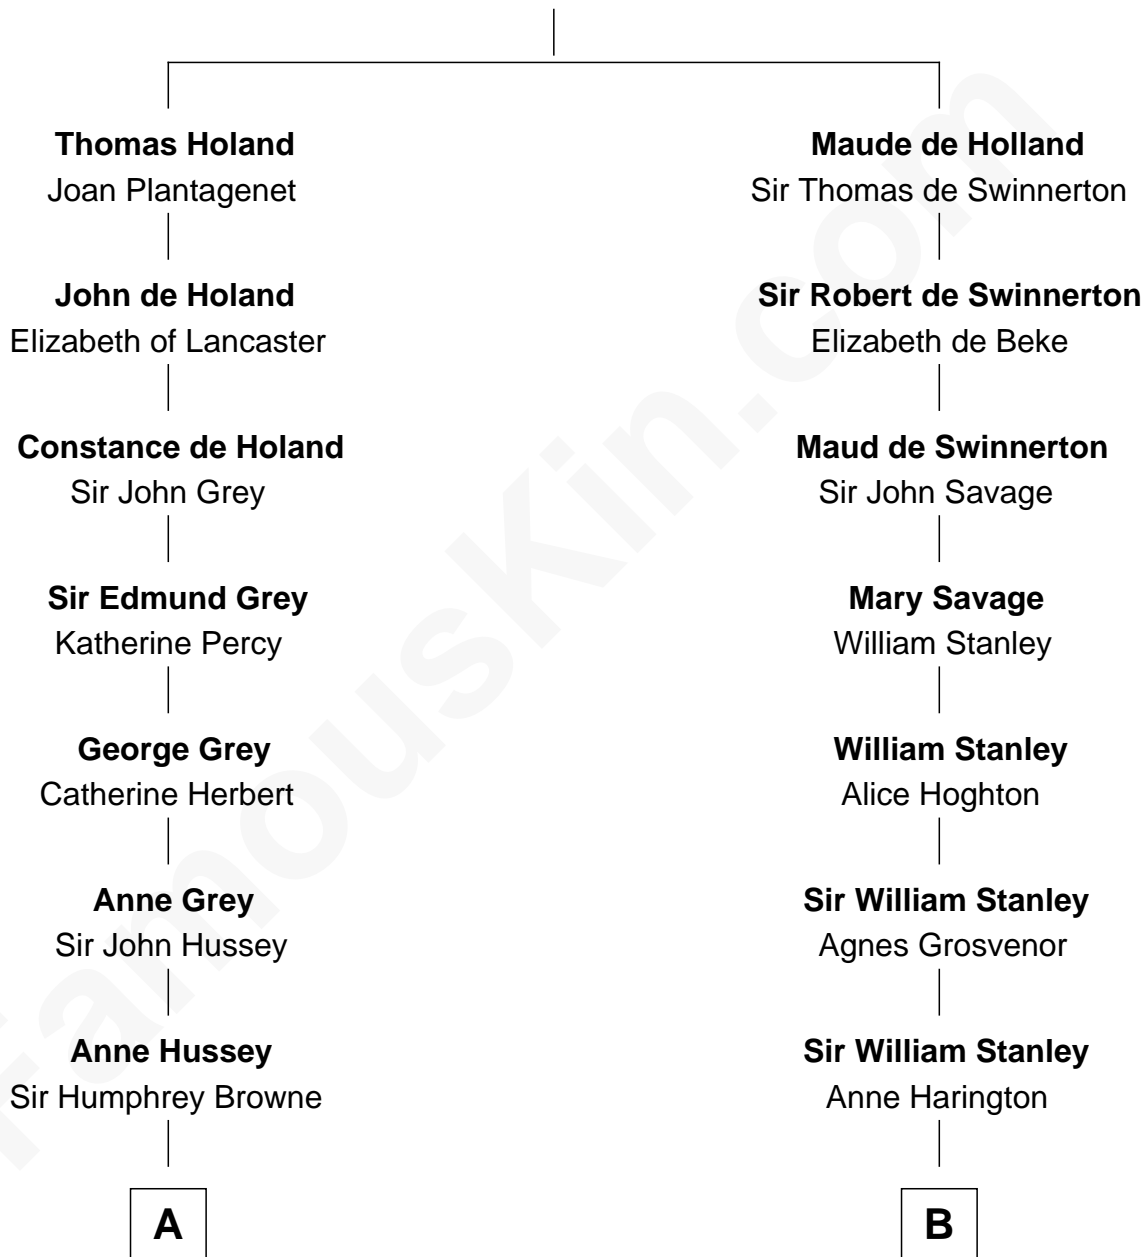 Thomas Holand
Joan Plantagenet
John de Holand
Elizabeth of Lancaster
Constance de Holand
Sir John Grey
Sir Edmund Grey
Katherine Percy
George Grey
Catherine Herbert
Anne Grey
Sir John Hussey
Anne Hussey
Sir Humphrey Browne
A
Maude de Holland
Sir Thomas de Swinnerton
Sir Robert de Swinnerton
Elizabeth de Beke
Maud de Swinnerton
Sir John Savage
Mary Savage
William Stanley
William Stanley
Alice Hoghton
Sir William Stanley
Agnes Grosvenor
Sir William Stanley
Anne Harington
B
FamousKin.com